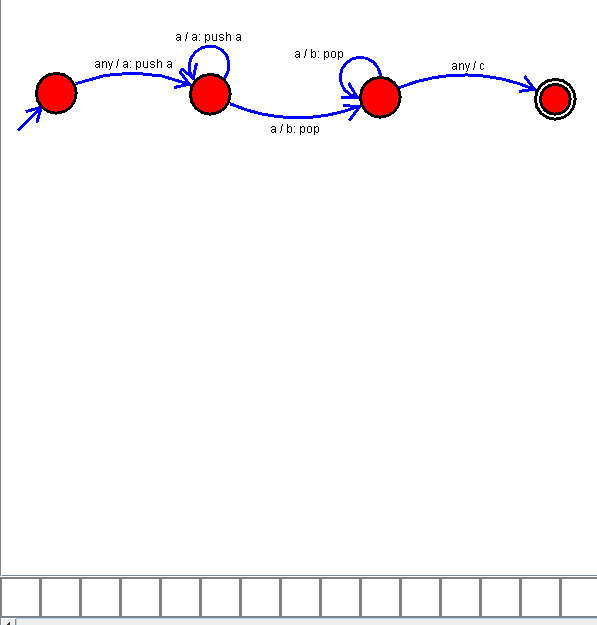 a / a: push a
any / a: push a
a / b: pop
a / b: pop
any / c